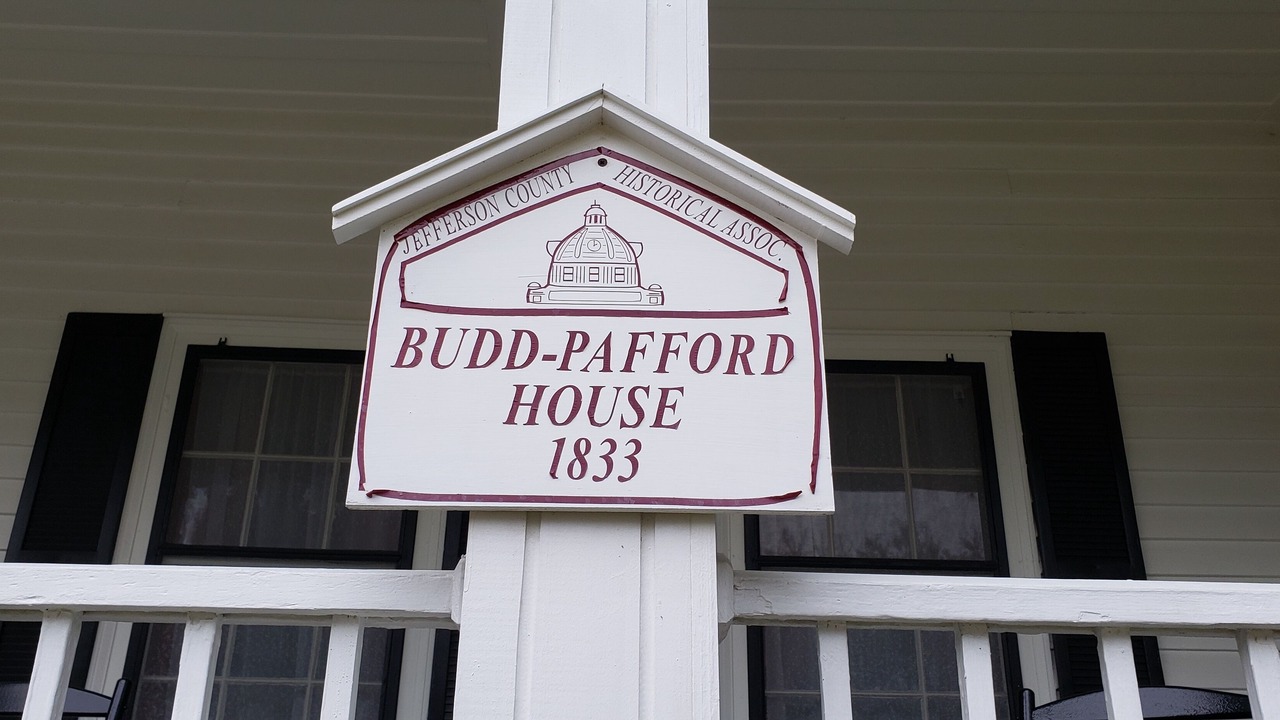 JEFFERSON COUNTY HISTORICAL ASSOC.
BUDD-PAFFORD
HOUSE
1833